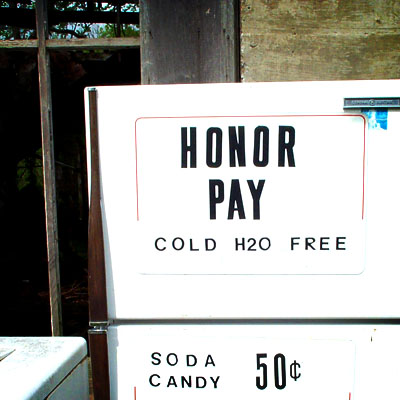 HONOR
PAY
COLD H2O FREE
SODA
CANDY 50¢